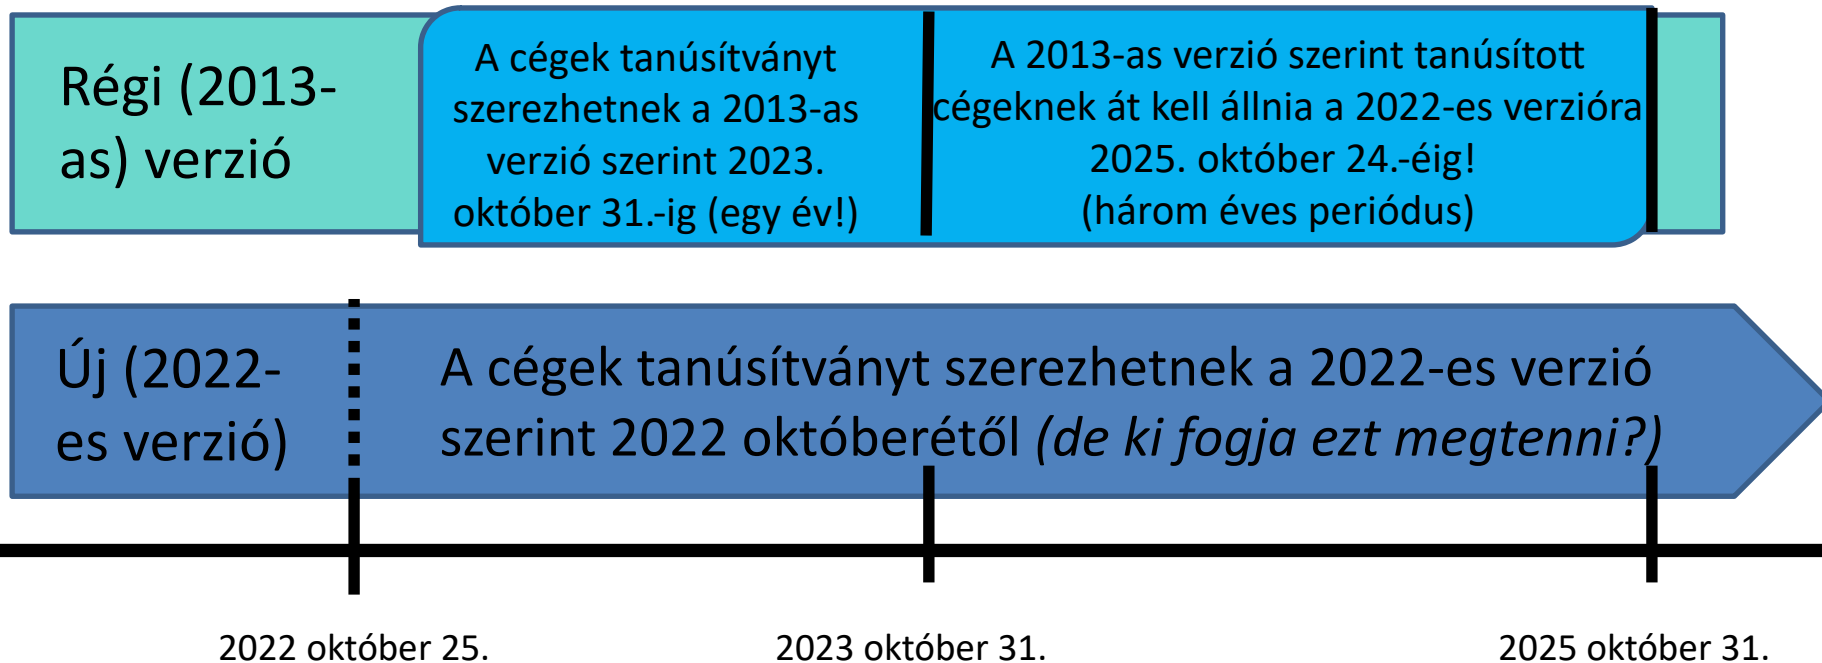 Régi (2013-
as) verzió
A cégek tanúsítványt
szerezhetnek a 2013-as
verzió szerint 2023.
október 31.-ig (egy év!)
A 2013-as verzió szerint tanúsított
cégeknek át kell állnia a 2022-es verzióra
2025. október 24.-éig!
(három éves periódus)
Új (2022-
es verzió)
A cégek tanúsítványt szerezhetnek a 2022-es verzió
szerint 2022 októberétől (de ki fogja ezt megtenni?)
2022 október 25.
2023 október 31.
2025 október 31.